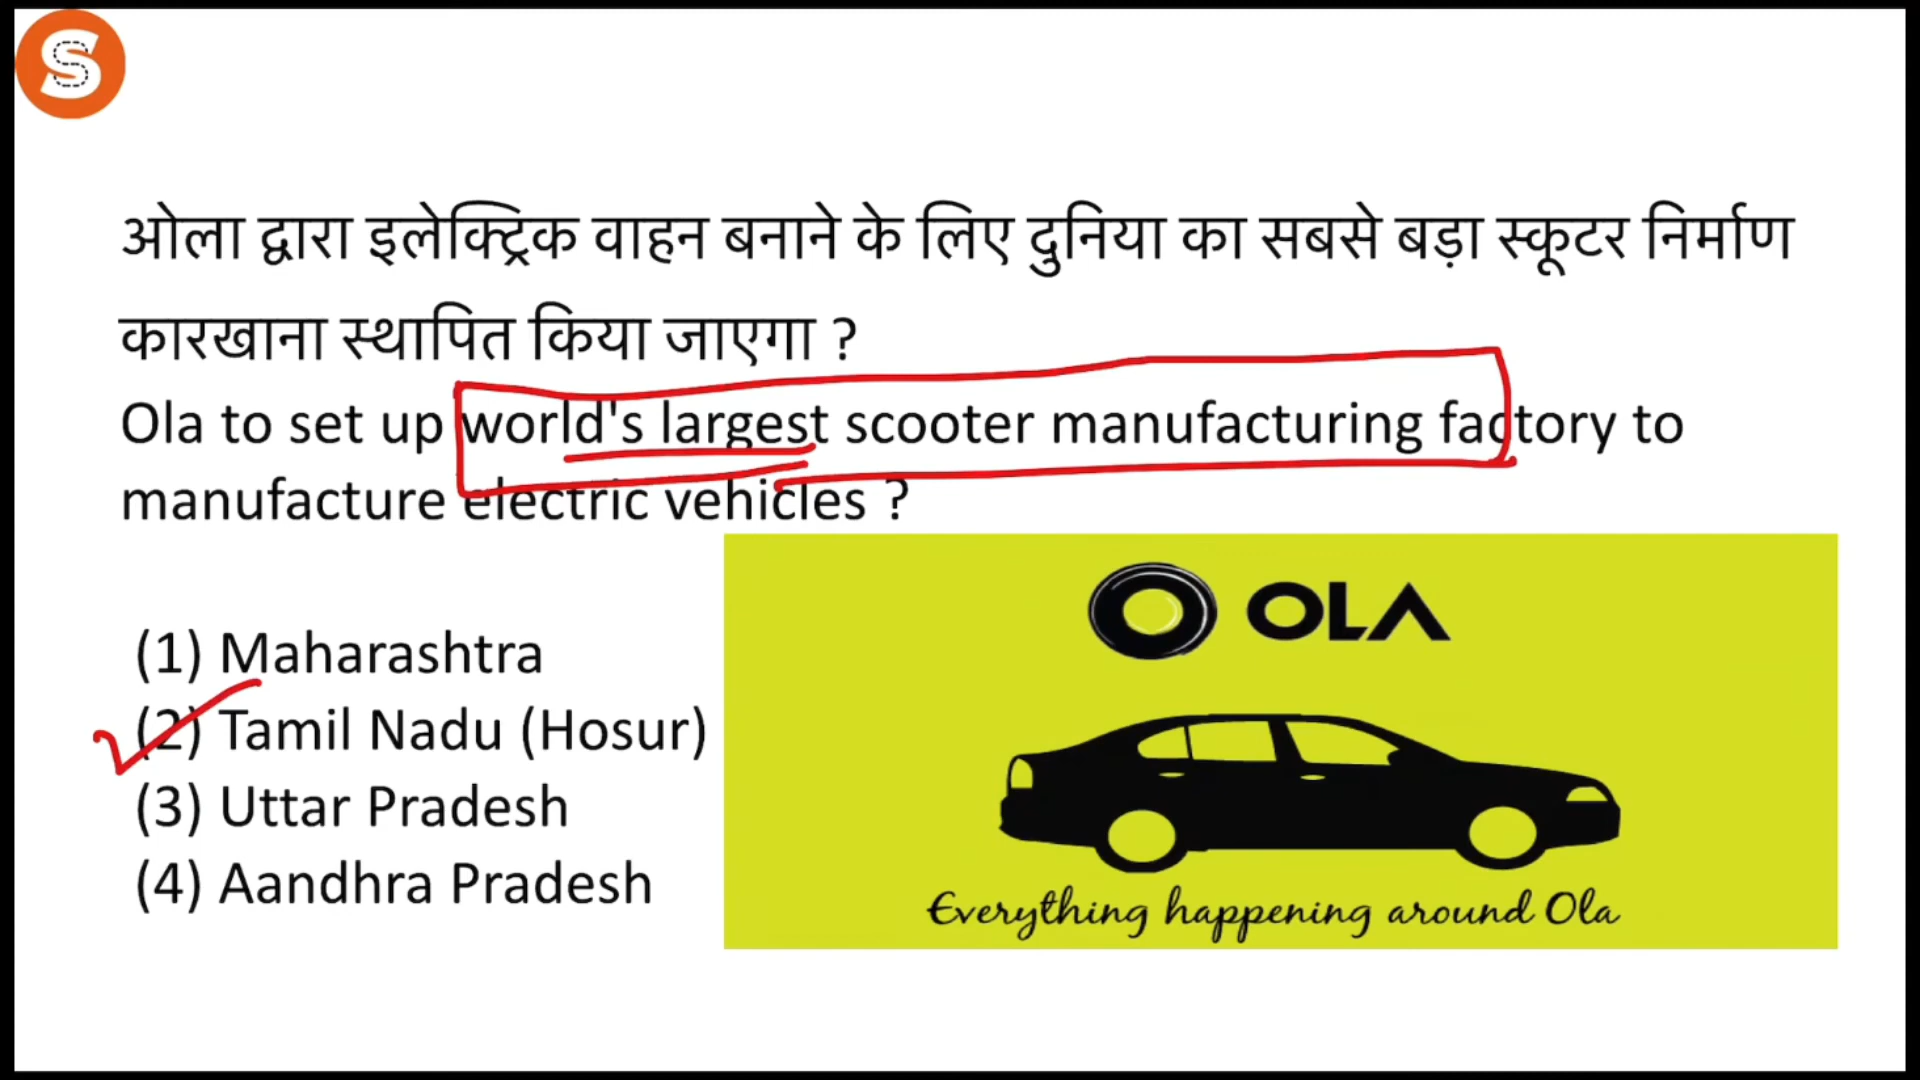 S
ओला द्वारा इलेक्ट्रिक वाहन बनाने के लिए दुनिया का सबसे बड़ा स्कूटर निर्माण
कारखाना स्थापित किया जाएगा ?
Ola to set up world's largest scooter manufacturing factory to
manufacture electric vehicles ?
(1) Maharashtra
(2) Tamil Nadu (Hosur)
(3) Uttar Pradesh
(4) Aandhra Pradesh
OLA
Everything happening around Ola